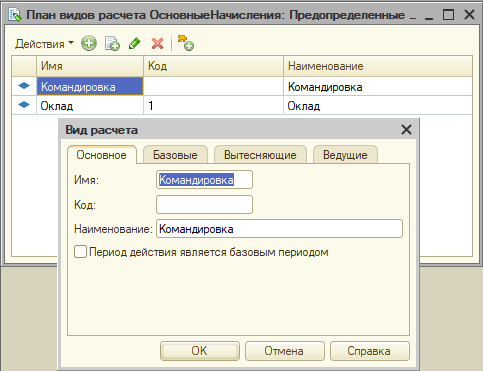 План видов расчета ОсновныеНачисления: Предопределенные ...
Действия
Имя Код Наименование
Командировка Командировка
Оклад 1 Оклад
Вид расчета
Основное Базовые Вытесняющие Ведущие
Имя: Командировка
Код:
Наименование: Командировка
Период действия является базовым периодом
OK Отмена Справка